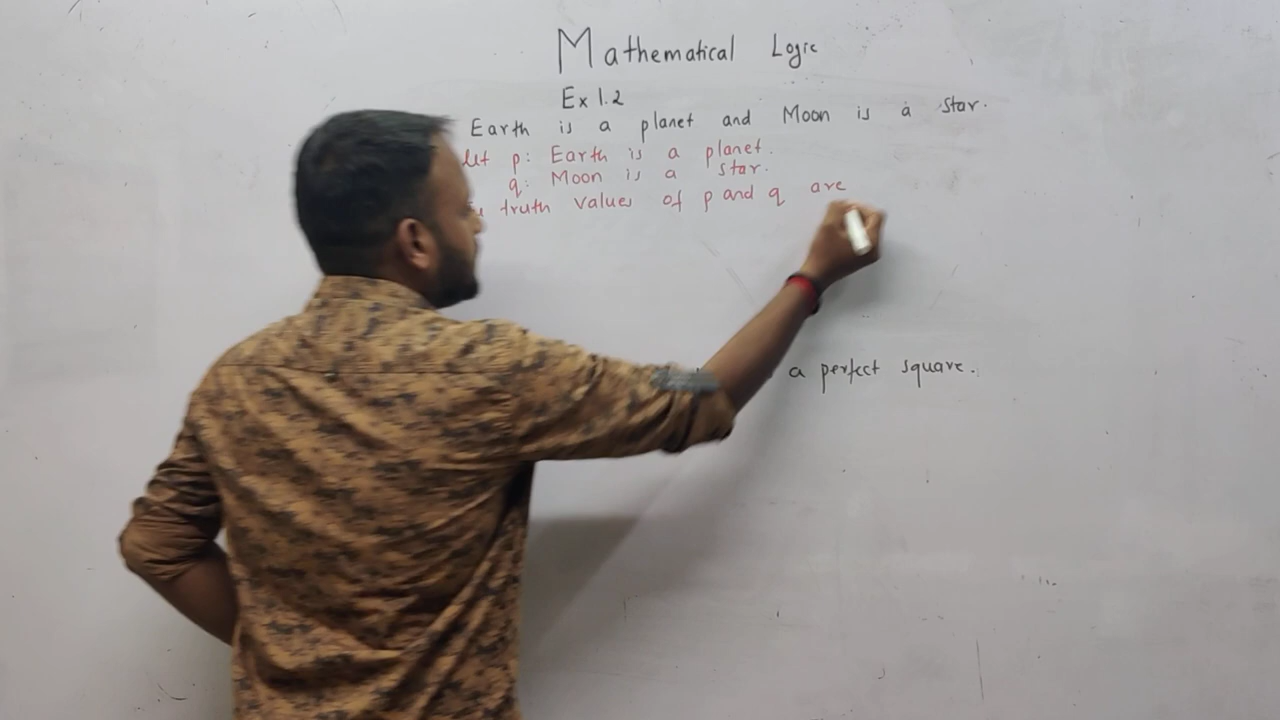 Mathematical Logic
Ex 1.2
Earth is a planet and Moon is a star.
let p: Earth is a planet.
q: Moon is a star.
truth values of p and q are
a perfect square.